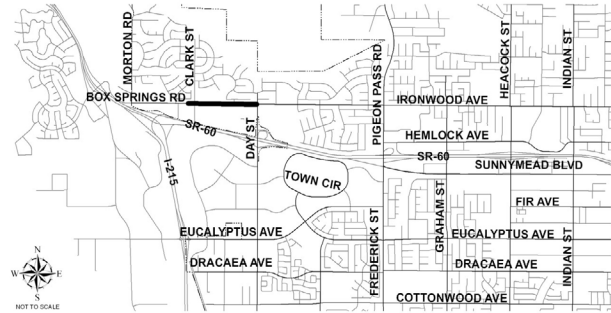 MORTON RD
CLARK ST
PIGEON PASS RD
HEACOCK ST
INDIAN ST
BOX SPRINGS RD
IRONWOOD AVE
SR-60
DAY ST
HEMLOCK AVE
SR-60
SUNNYMEAD BLVD
I-215
TOWN CIR
FREDERICK ST
GRAHAM ST
FIR AVE
EUCALYPTUS AVE
EUCALYPTUS AVE
INDIAN ST
DRACAEA AVE
DRACAEA AVE
COTTONWOOD AVE
N
W E
S
NOT TO SCALE